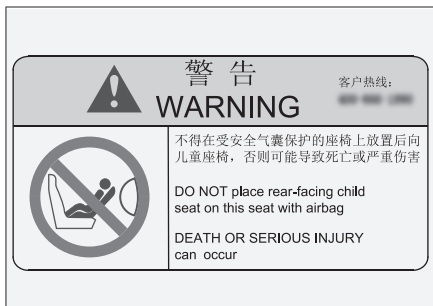 警告
WARNING
客户热线：
不得在受安全气囊保护的座椅上放置后向
儿童座椅，否则可能导致死亡或严重伤害
DO NOT place rear-facing child
seat on this seat with airbag
DEATH OR SERIOUS INJURY
can occur